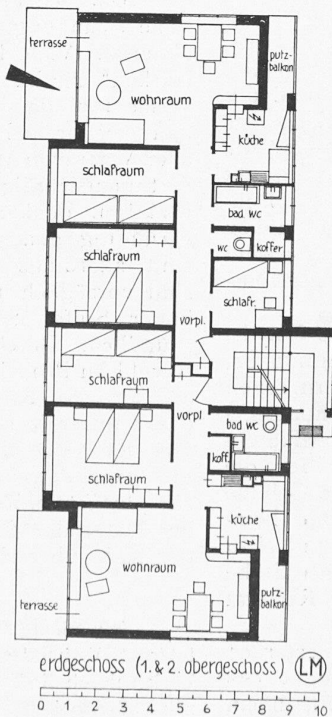 terrasse
putz-
balkon
wohnraum
küche
schlafraum
bad. wc
schlafraum
wc
koffer
schlafr.
vorpl.
schlafraum
vorpl
bad wc
koff.
schlafraum
küche
wohnraum
putz-
balkon
terrasse
erdgeschoss (1. & 2. obergeschoss) LM
0 1 2 3 4 5 6 7 8 9 10